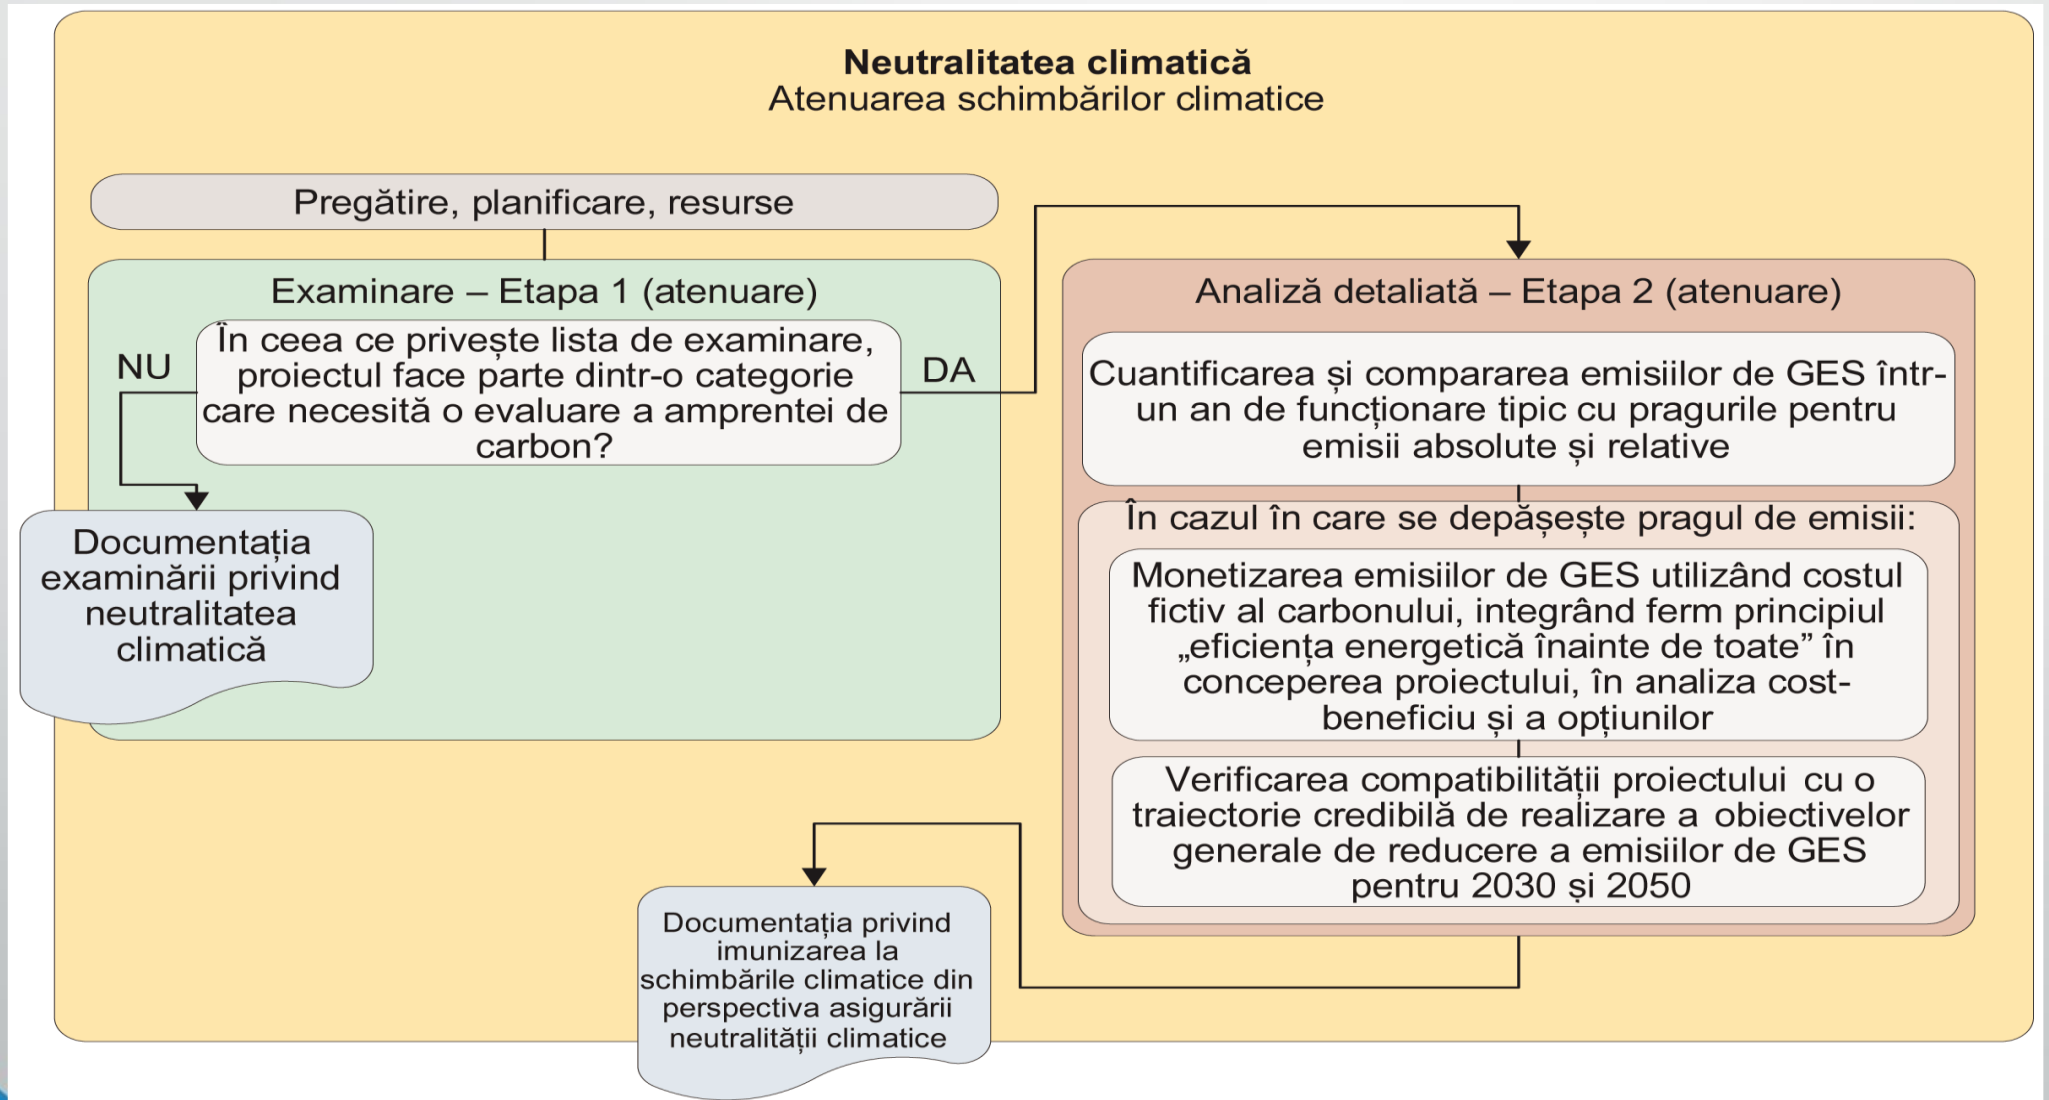 Neutralitatea climatică
Atenuarea schimbărilor climatice
Pregătire, planificare, resurse
Examinare – Etapa 1 (atenuare)
În ceea ce privește lista de examinare,
proiectul face parte dintr-o categorie
care necesită o evaluare a amprentei de
carbon?
NU
DA
Documentația
examinării privind
neutralitatea
climatică
Analiză detaliată – Etapa 2 (atenuare)
Cuantificarea și compararea emisiilor de GES într-
un an de funcționare tipic cu pragurile pentru
emisii absolute și relative
În cazul în care se depășește pragul de emisii:
Monetizarea emisiilor de GES utilizând costul
fictiv al carbonului, integrând ferm principiul
„eficiența energetică înainte de toate” în
conceperea proiectului, în analiza cost-
beneficiu și a opțiunilor
Verificarea compatibilității proiectului cu o
traiectorie credibilă de realizare a obiectivelor
generale de reducere a emisiilor de GES
pentru 2030 și 2050
Documentația privind
imunizarea la
schimbările climatice din
perspectiva asigurării
neutralității climatice